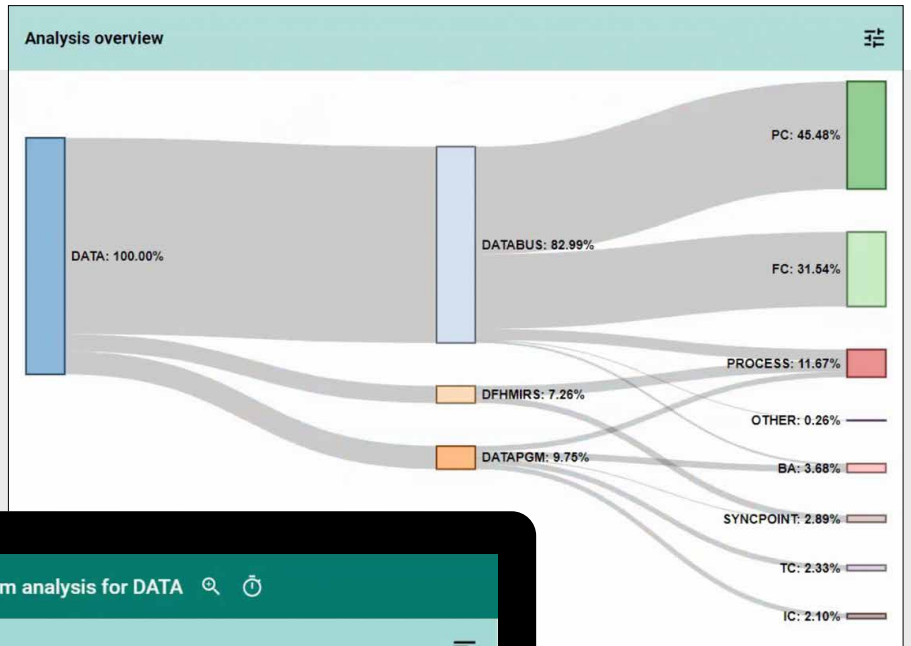 Analysis overview
PC: 45.48%
DATABUS: 82.99%
DATA: 100.00%
FC: 31.54%
PROCESS: 11.67%
DFHMIRS: 7.26%
OTHER: 0.26%
DATAPGM: 9.75%
BA: 3.68%
SYNCPOINT: 2.89%
TC: 2.33%
IC: 2.10%
m analysis for DATA